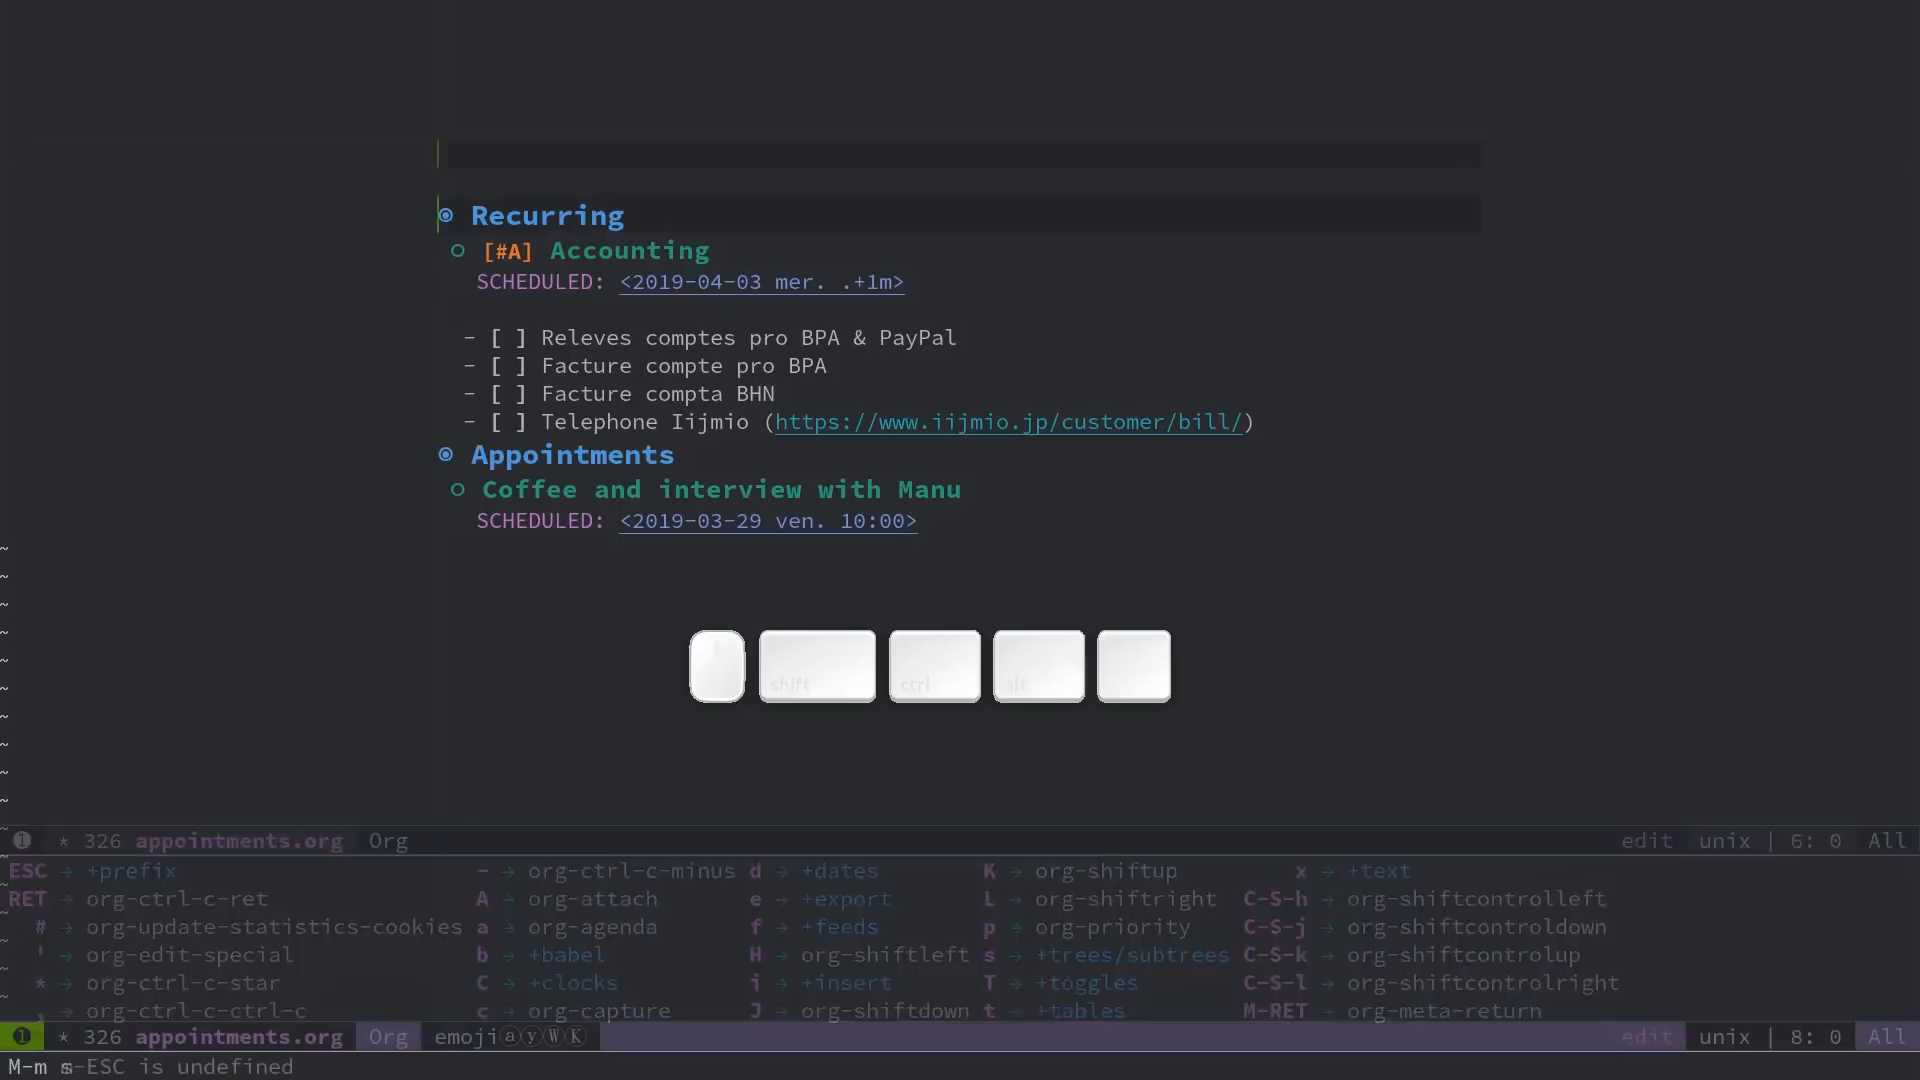 Recurring
[#A] Accounting
SCHEDULED: <2019-04-03 mer. .+1m>
- [ ] Releves comptes pro BPA & PayPal
- [ ] Facture compte pro BPA
- [ ] Facture compta BHN
- [ ] Telephone Iijmio (https://www.iijmio.jp/customer/bill/)
Appointments
Coffee and interview with Manu
SCHEDULED: <2019-03-29 ven. 10:00>
shift ctrl alt
❶ * 326 appointments.org Org edit unix | 6: 0 All
ESC → +prefix - → org-ctrl-c-minus d → +dates K → org-shiftup x → +text
RET → org-ctrl-c-ret A → org-attach e → +export L → org-shiftright C-S-h → org-shiftcontrolleft
# → org-update-statistics-cookies a → org-agenda f → +feeds p → org-priority C-S-j → org-shiftcontroldown
' → org-edit-special b → +babel H → org-shiftleft s → +trees/subtrees C-S-k → org-shiftcontrolup
* → org-ctrl-c-star C → +clocks i → +insert T → +toggles C-S-l → org-shiftcontrolright
, → org-ctrl-c-ctrl-c c → org-capture J → org-shiftdown t → +tables M-RET → org-meta-return
❶ * 326 appointments.org Org emojiⓐⓨⓌⓀ edit unix | 8: 0 All
M-m -ESC is undefined